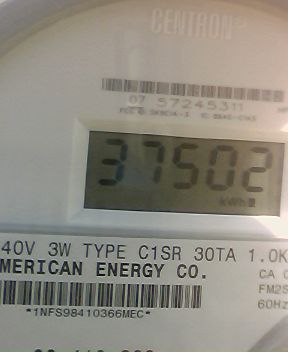 CENTRON
07 57245311
37502
kWh
40V 3W TYPE C1SR 30TA 1.0K
MERICAN ENERGY CO.
CA 0
FM2S
60Hz
*1NFS98410366MEC*